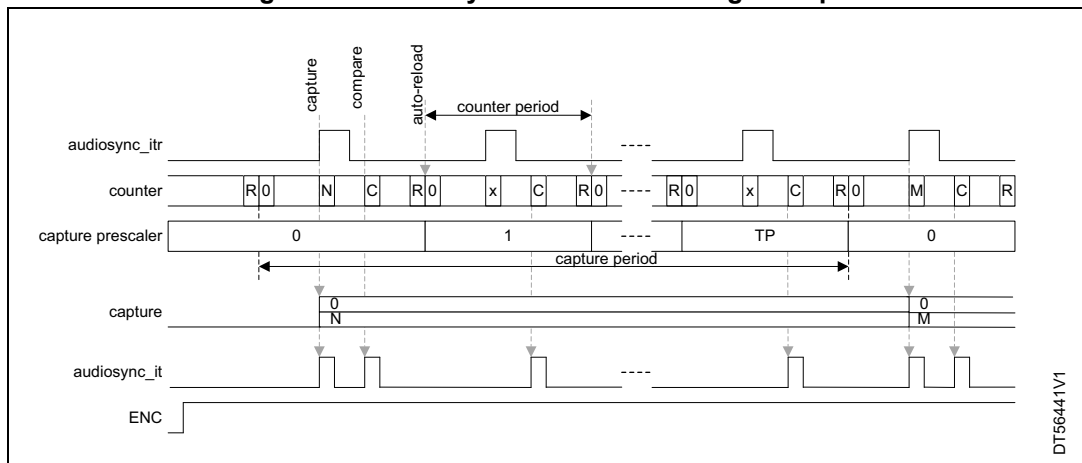 capture
compare
auto-reload
counter period
audiosync_itr
counter R 0 N C R 0 x C R 0 R 0 x C R 0 M C R
capture prescaler 0 1 TP 0
capture period
capture 0 0
N M
audiosync_it
ENC
DT56441V1